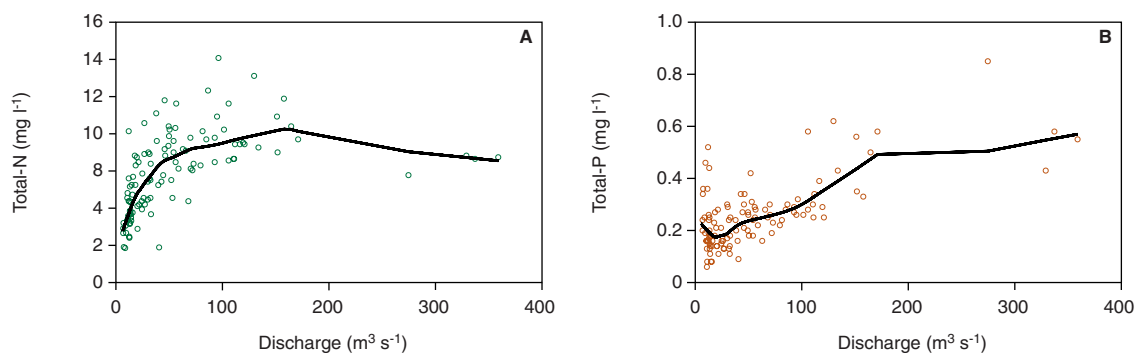 A
Total-N (mg l⁻¹)
16
14
12
10
8
6
4
2
0
0 100 200 300 400
Discharge (m³ s⁻¹)
B
Total-P (mg l⁻¹)
1.0
0.8
0.6
0.4
0.2
0
0 100 200 300 400
Discharge (m³ s⁻¹)